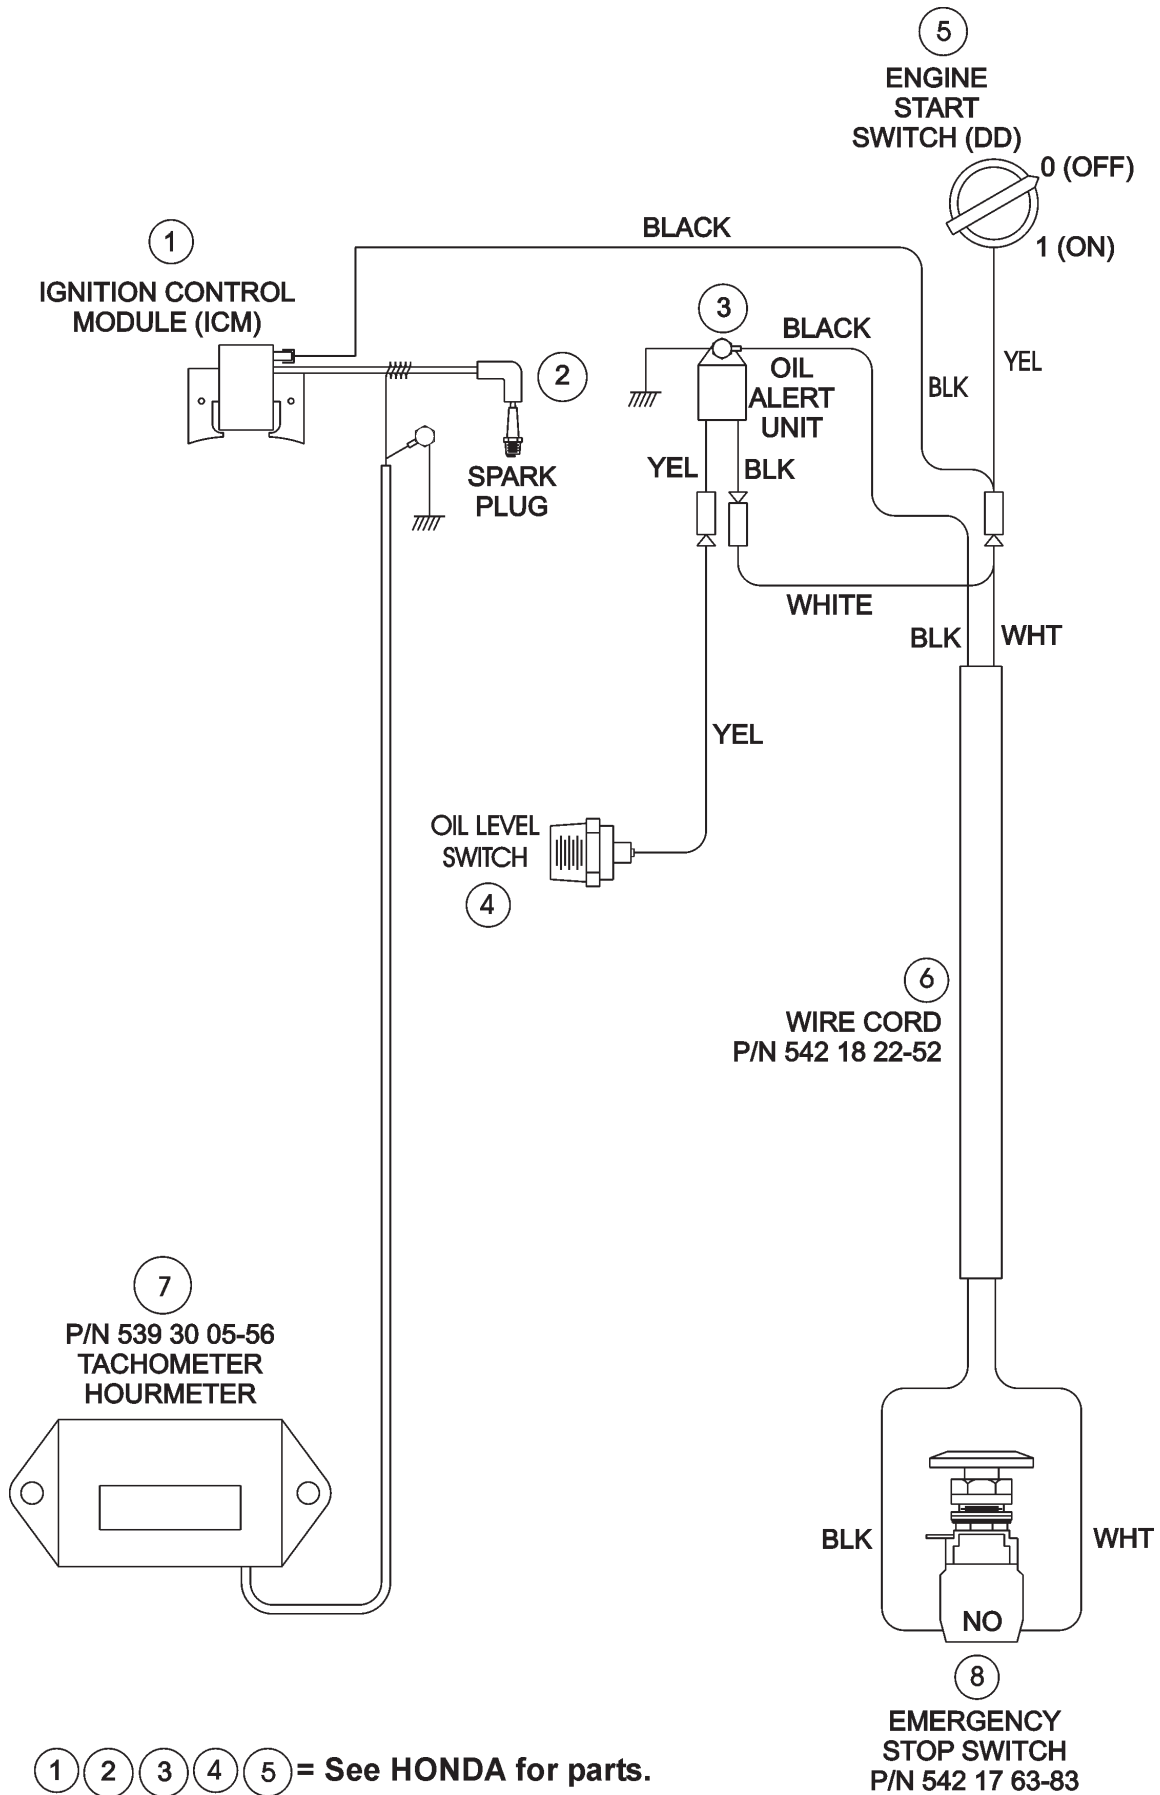 5
ENGINE
START
SWITCH (DD)
0 (OFF)
1 (ON)
BLACK
1
IGNITION CONTROL
MODULE (ICM)
3
BLACK
OIL
ALERT
UNIT
YEL
BLK
2
SPARK
PLUG
YEL
BLK
WHITE
BLK
WHT
YEL
OIL LEVEL
SWITCH
4
6
WIRE CORD
P/N 542 18 22-52
7
P/N 539 30 05-56
TACHOMETER
HOURMETER
BLK
WHT
NO
8
EMERGENCY
STOP SWITCH
P/N 542 17 63-83
1 2 3 4 5 = See HONDA for parts.